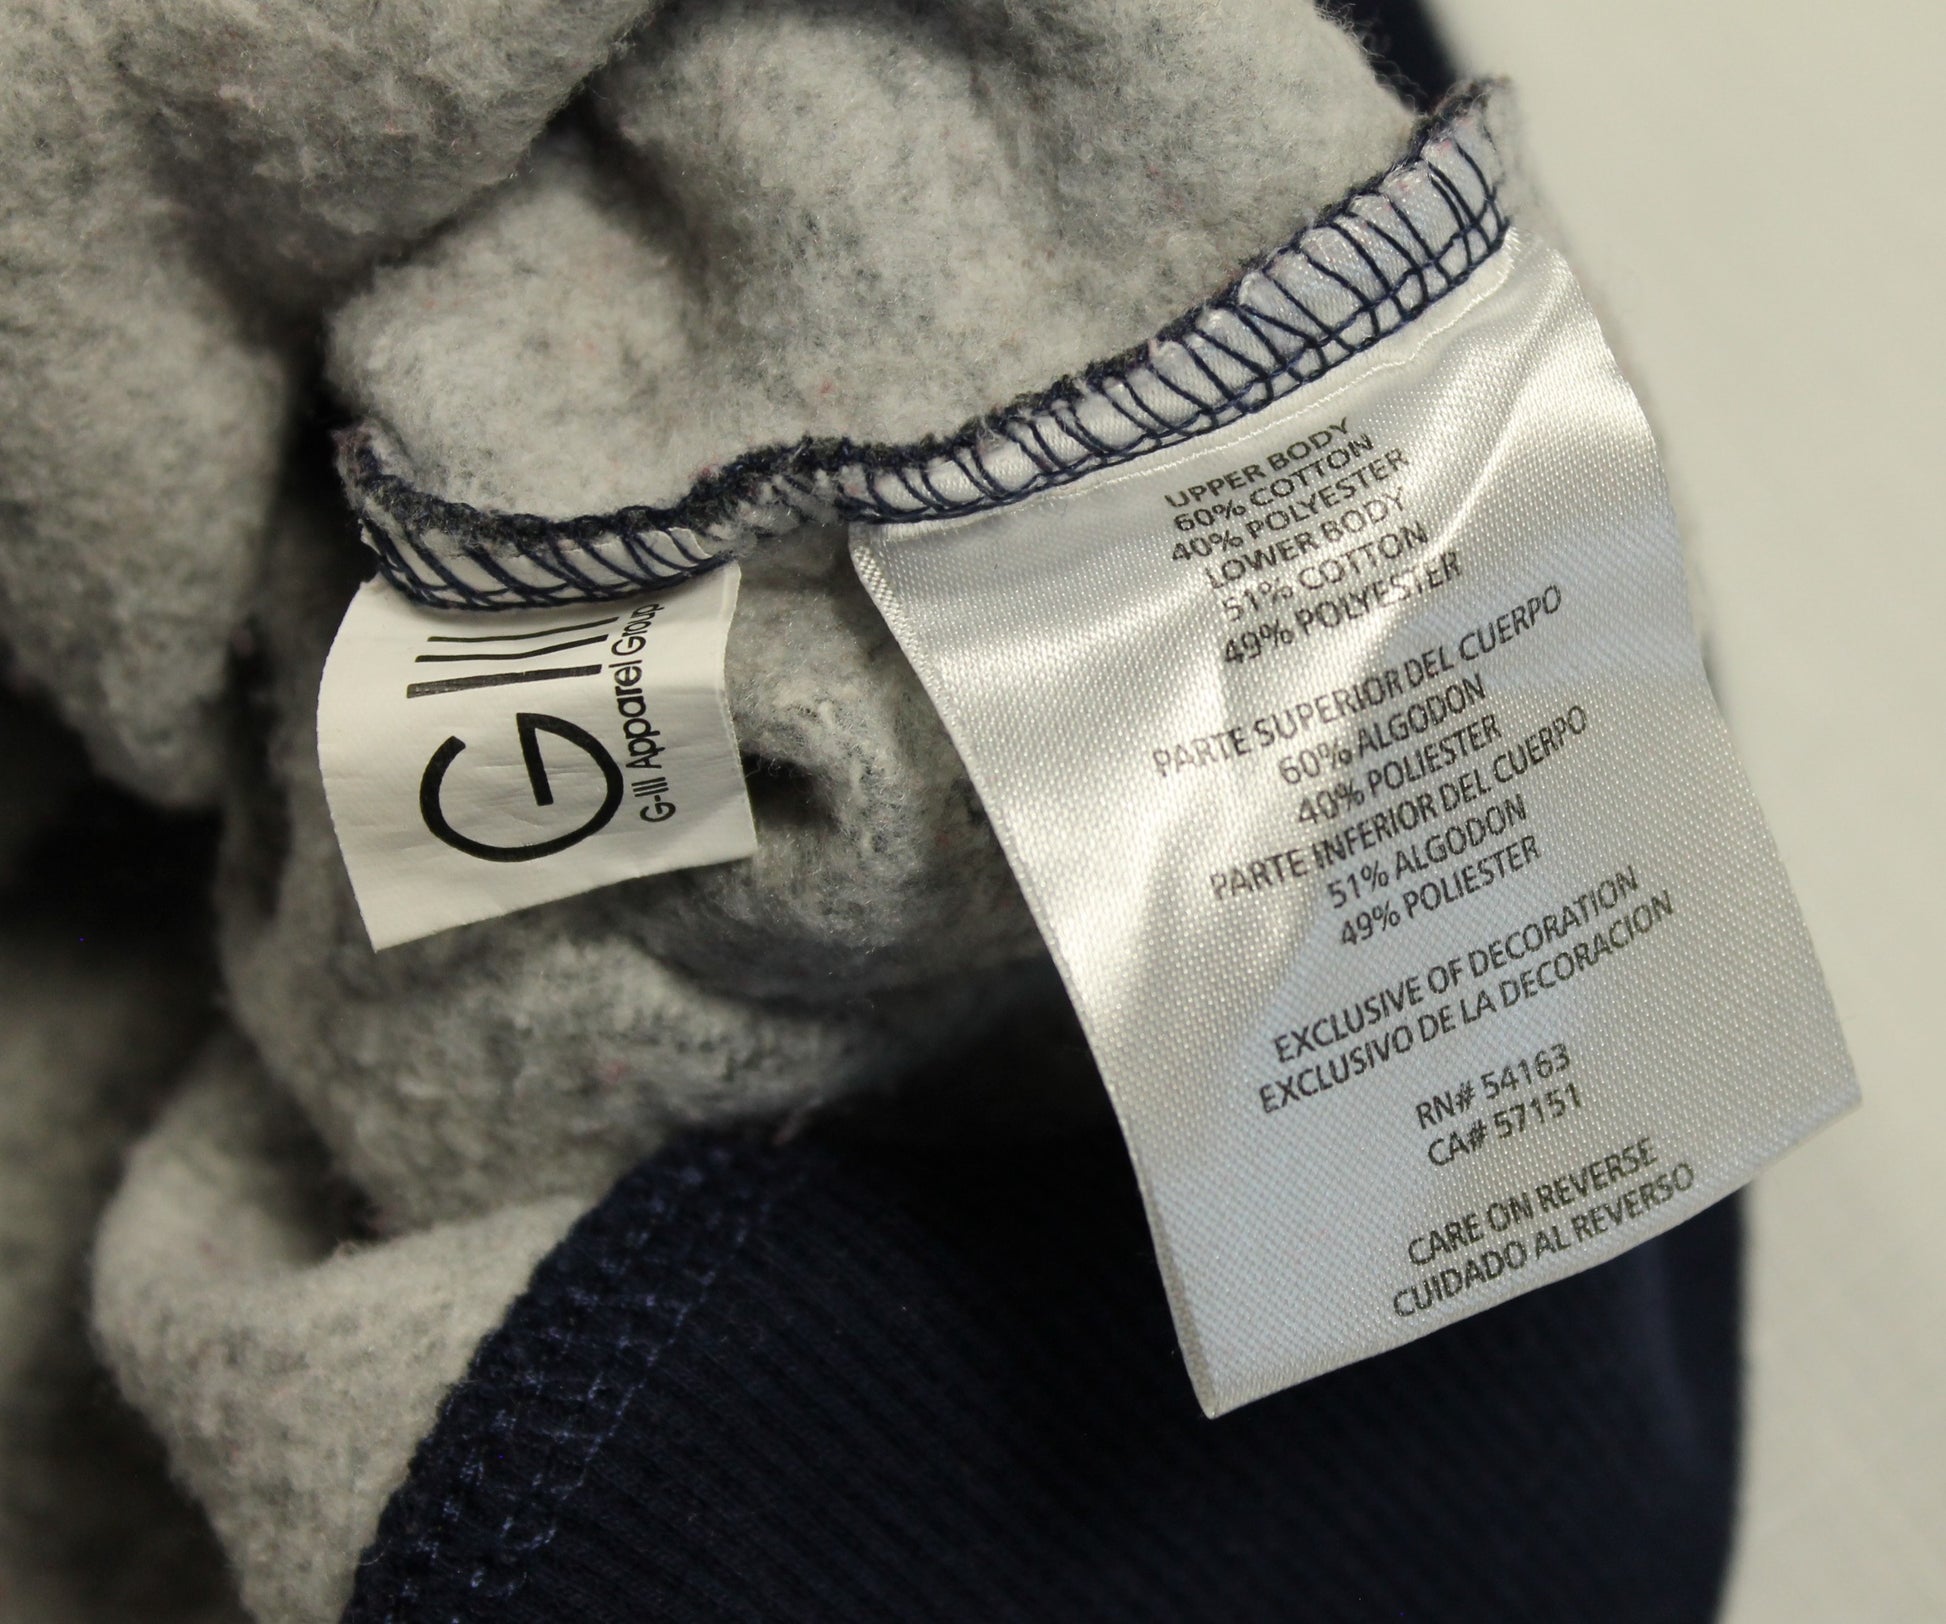 G III
G-III Apparel Group
UPPER BODY
60% COTTON
40% POLYESTER
LOWER BODY
51% COTTON
49% POLYESTER
PARTE SUPERIOR DEL CUERPO
60% ALGODON
40% POLIESTER
PARTE INFERIOR DEL CUERPO
51% ALGODON
49% POLIESTER
EXCLUSIVE OF DECORATION
EXCLUSIVO DE LA DECORACION
RN# 54163
CA# 57151
CARE ON REVERSE
CUIDADO AL REVERSO